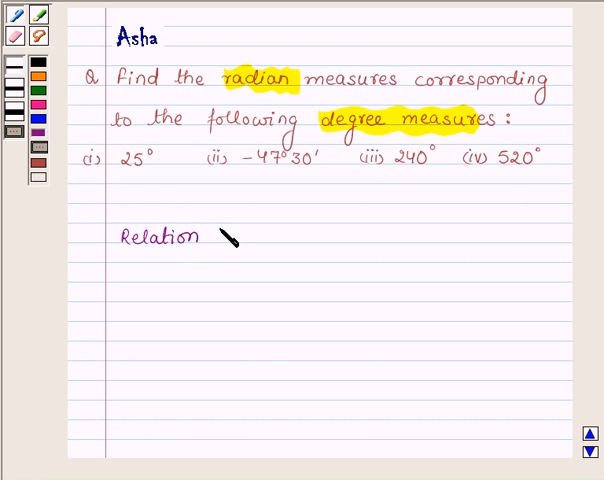 Asha
Q Find the radian measures corresponding
to the following degree measures :
(i) 25° (ii) -47°30' (iii) 240° (iv) 520°
Relation